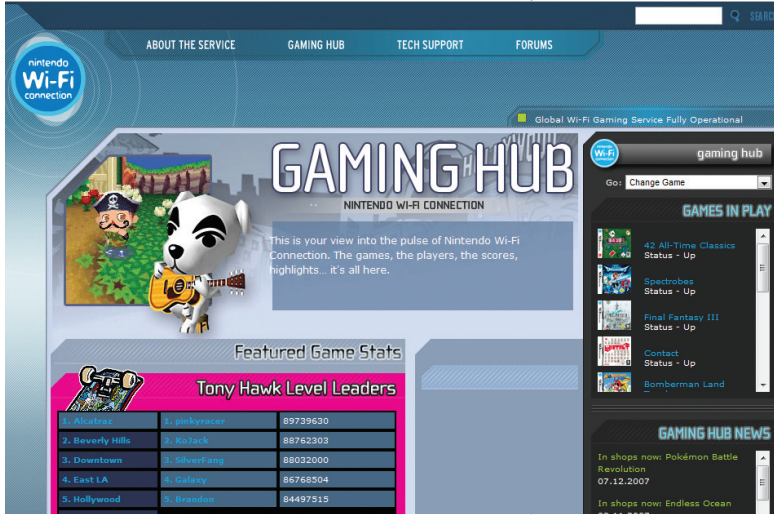 SEARC
ABOUT THE SERVICE
GAMING HUB
TECH SUPPORT
FORUMS
nintendo
Wi-Fi
connection
Global Wi-Fi Gaming Service Fully Operational
GAMING HUB
NINTENDO WI-FI CONNECTION
This is your view into the pulse of Nintendo Wi-Fi
Connection. The games, the players, the scores,
highlights... it's all here.
nintendo
Wi-Fi
connection
gaming hub
Go: Change Game
GAMES IN PLAY
42 All-Time Classics
Status - Up
Spectrobes
Status - Up
Final Fantasy III
Status - Up
Contact
Status - Up
Bomberman Land
Featured Game Stats
Tony Hawk Level Leaders
1. Alcatraz 1. pinkyracer 89739630
2. Beverly Hills 2. KoJack 88762303
3. Downtown 3. SilverFang 88032000
4. East LA 4. Galaxy 86768504
5. Hollywood 5. Brandon 84497515
GAMING HUB NEWS
In shops now: Pokémon Battle
Revolution
07.12.2007
In shops now: Endless Ocean